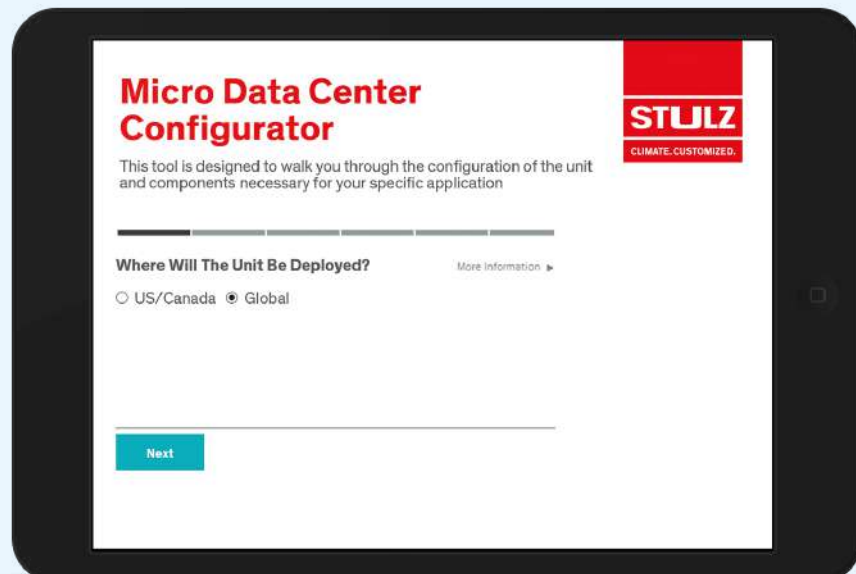 Micro Data Center
Configurator
STULZ
CLIMATE. CUSTOMIZED.
This tool is designed to walk you through the configuration of the unit
and components necessary for your specific application
Where Will The Unit Be Deployed?
More Information
US/Canada
Global
Next